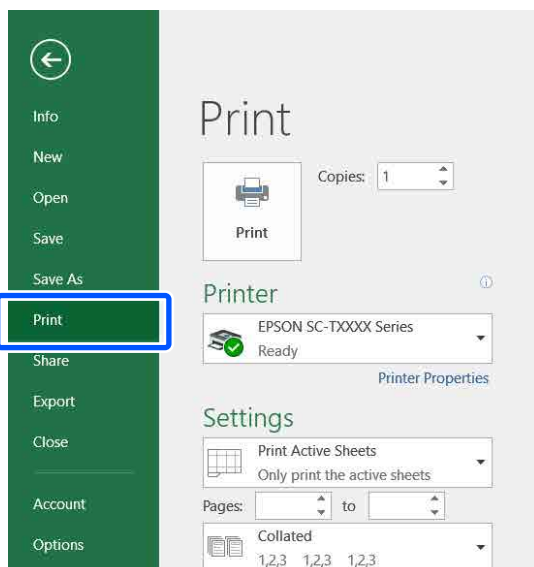 Info
New
Open
Save
Save As
Print
Share
Export
Close
Account
Options
Print
Copies: 1
Print
Printer
EPSON SC-TXXXX Series
Ready
Printer Properties
Settings
Print Active Sheets
Only print the active sheets
Pages: to
Collated
1,2,3 1,2,3 1,2,3